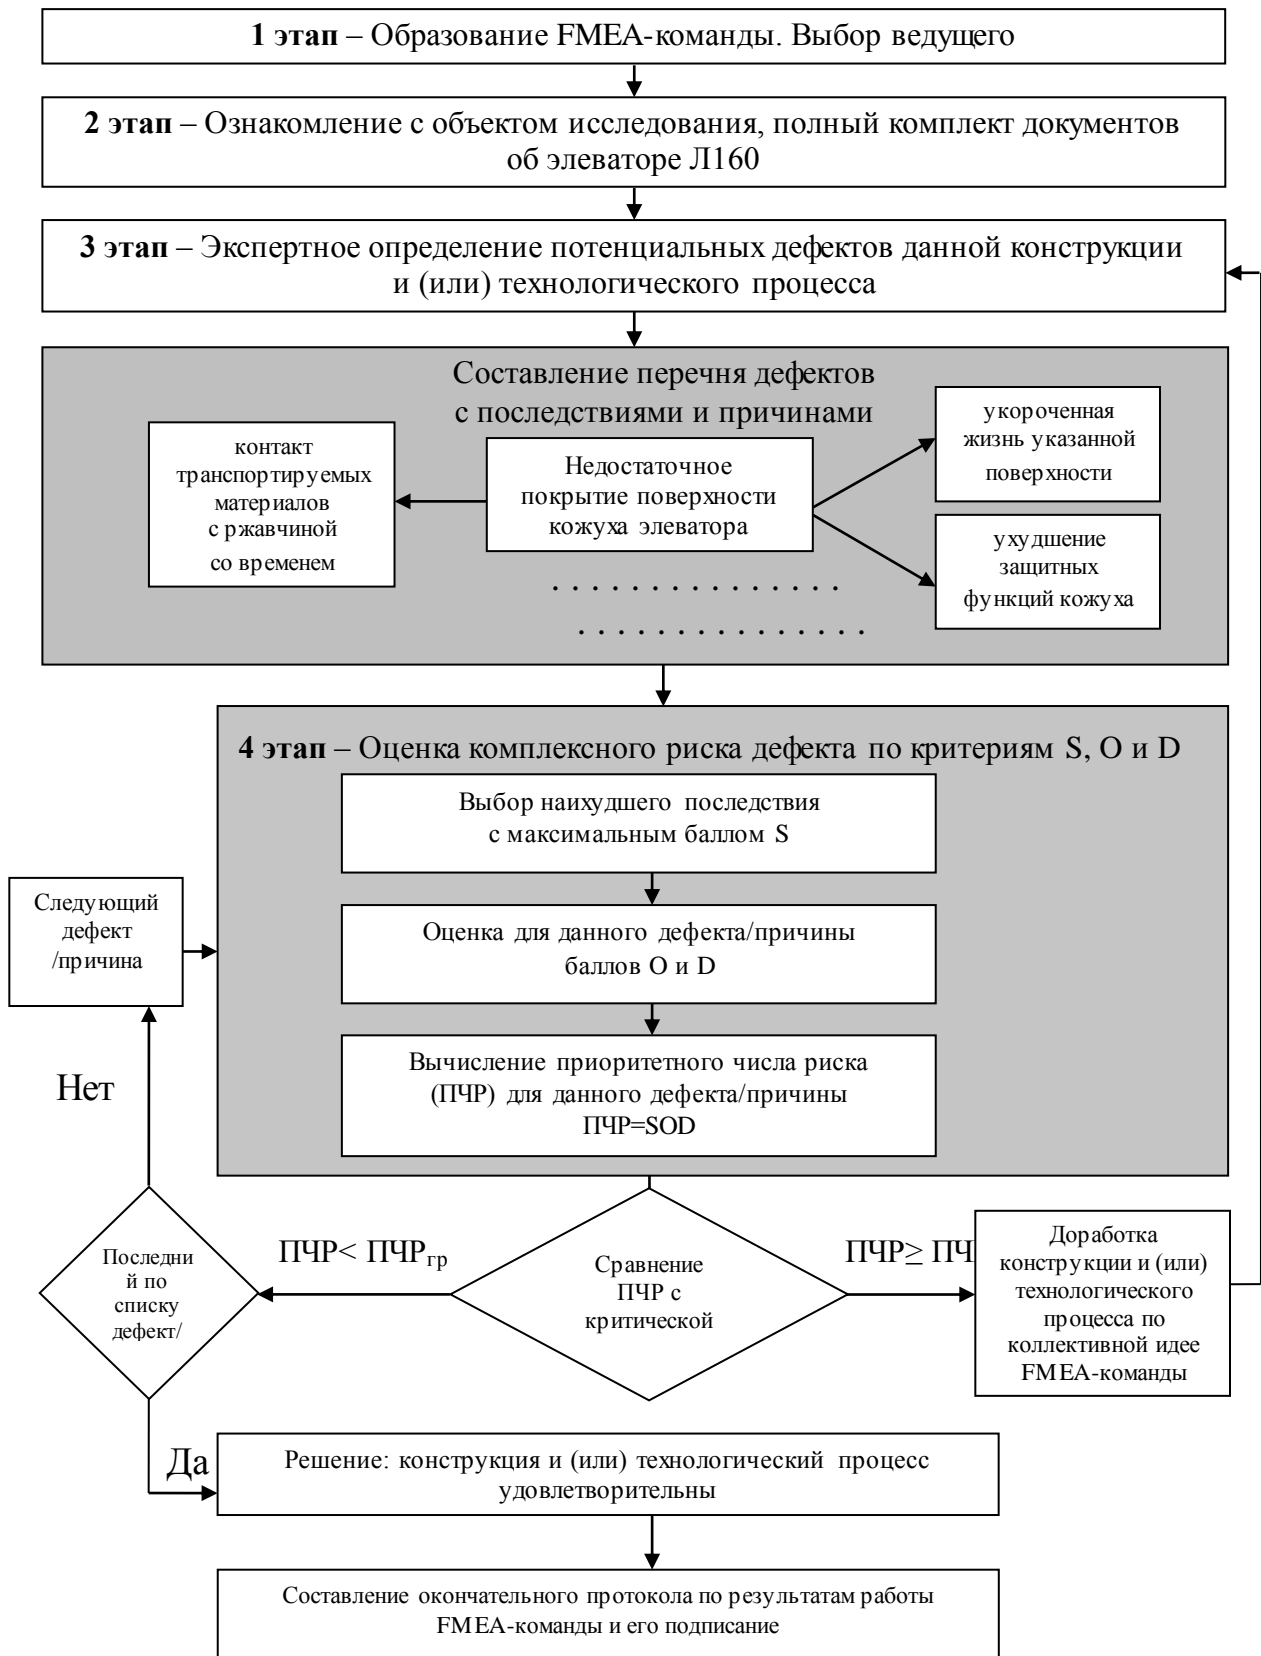 1 этап – Образование FMEA-команды. Выбор ведущего
2 этап – Ознакомление с объектом исследования, полный комплект документов
об элеваторе Л160
3 этап – Экспертное определение потенциальных дефектов данной конструкции
и (или) технологического процесса
Составление перечня дефектов
с последствиями и причинами
контакт
транспортируемых
материалов
с ржавчиной
со временем
Недостаточное
покрытие поверхности
кожуха элеватора
укороченная
жизнь указанной
поверхности
ухудшение
защитных
функций кожуха
. . . . . . . . . . . . . . .
. . . . . . . . . . . . . . .
4 этап – Оценка комплексного риска дефекта по критериям S, O и D
Выбор наихудшего последствия
с максимальным баллом S
Оценка для данного дефекта/причины
баллов O и D
Вычисление приоритетного числа риска
(ПЧР) для данного дефекта/причины
ПЧР=SOD
Следующий
дефект
/причина
Нет
Последни
й по
списку
дефект/
ПЧР< ПЧРгр
Сравнение
ПЧР с
критической
ПЧР≥ ПЧ
Доработка
конструкции и (или)
технологического
процесса по
коллективной идее
FMEA-команды
Да
Решение: конструкция и (или) технологический процесс
удовлетворительны
Составление окончательного протокола по результатам работы
FMEA-команды и его подписание